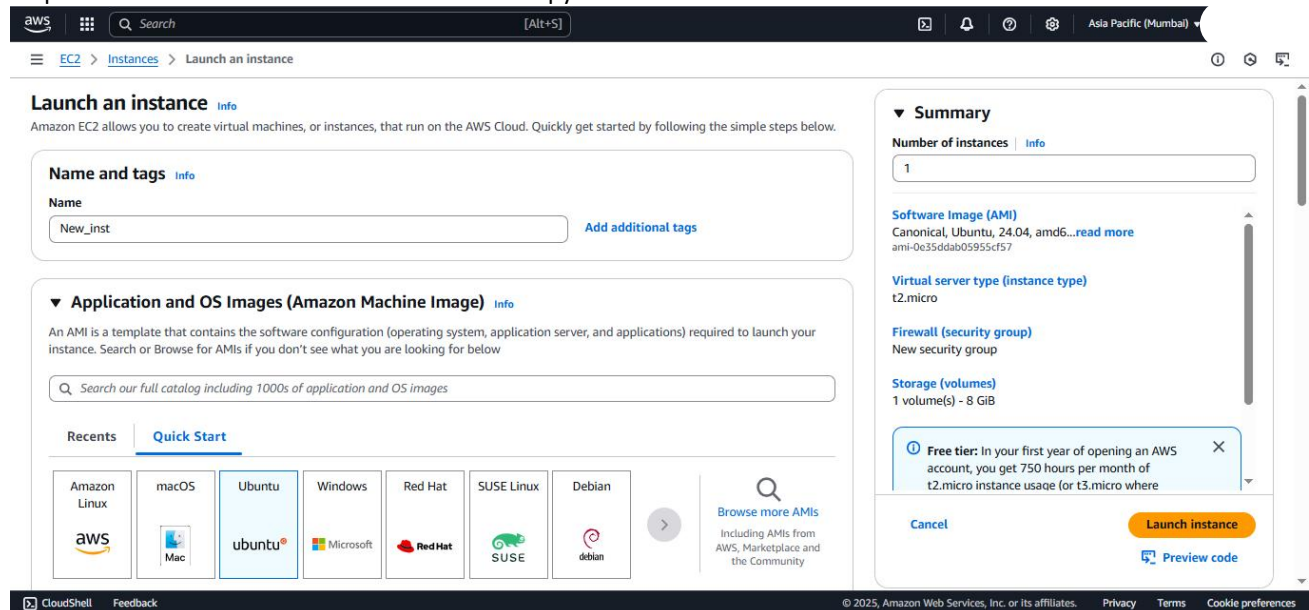 aws
Search
[Alt+S]
Asia Pacific (Mumbai)
EC2 > Instances > Launch an instance
Launch an instance Info
Amazon EC2 allows you to create virtual machines, or instances, that run on the AWS Cloud. Quickly get started by following the simple steps below.
Name and tags Info
Name
New_inst
Add additional tags
Application and OS Images (Amazon Machine Image) Info
An AMI is a template that contains the software configuration (operating system, application server, and applications) required to launch your
instance. Search or Browse for AMIs if you don't see what you are looking for below
Search our full catalog including 1000s of application and OS images
Recents
Quick Start
Amazon
Linux
aws
macOS
Mac
Ubuntu
ubuntu®
Windows
Microsoft
Red Hat
Red Hat
SUSE Linux
SUSE
Debian
debian
Browse more AMIs
Including AMIs from
AWS, Marketplace and
the Community
Summary
Number of instances Info
1
Software Image (AMI)
Canonical, Ubuntu, 24.04, amd6...read more
ami-0e35ddab05955cf57
Virtual server type (instance type)
t2.micro
Firewall (security group)
New security group
Storage (volumes)
1 volume(s) - 8 GiB
Free tier: In your first year of opening an AWS
account, you get 750 hours per month of
t2.micro instance usage (or t3.micro where
Cancel
Launch instance
Preview code
CloudShell
Feedback
© 2025, Amazon Web Services, Inc. or its affiliates.
Privacy
Terms
Cookie preferences